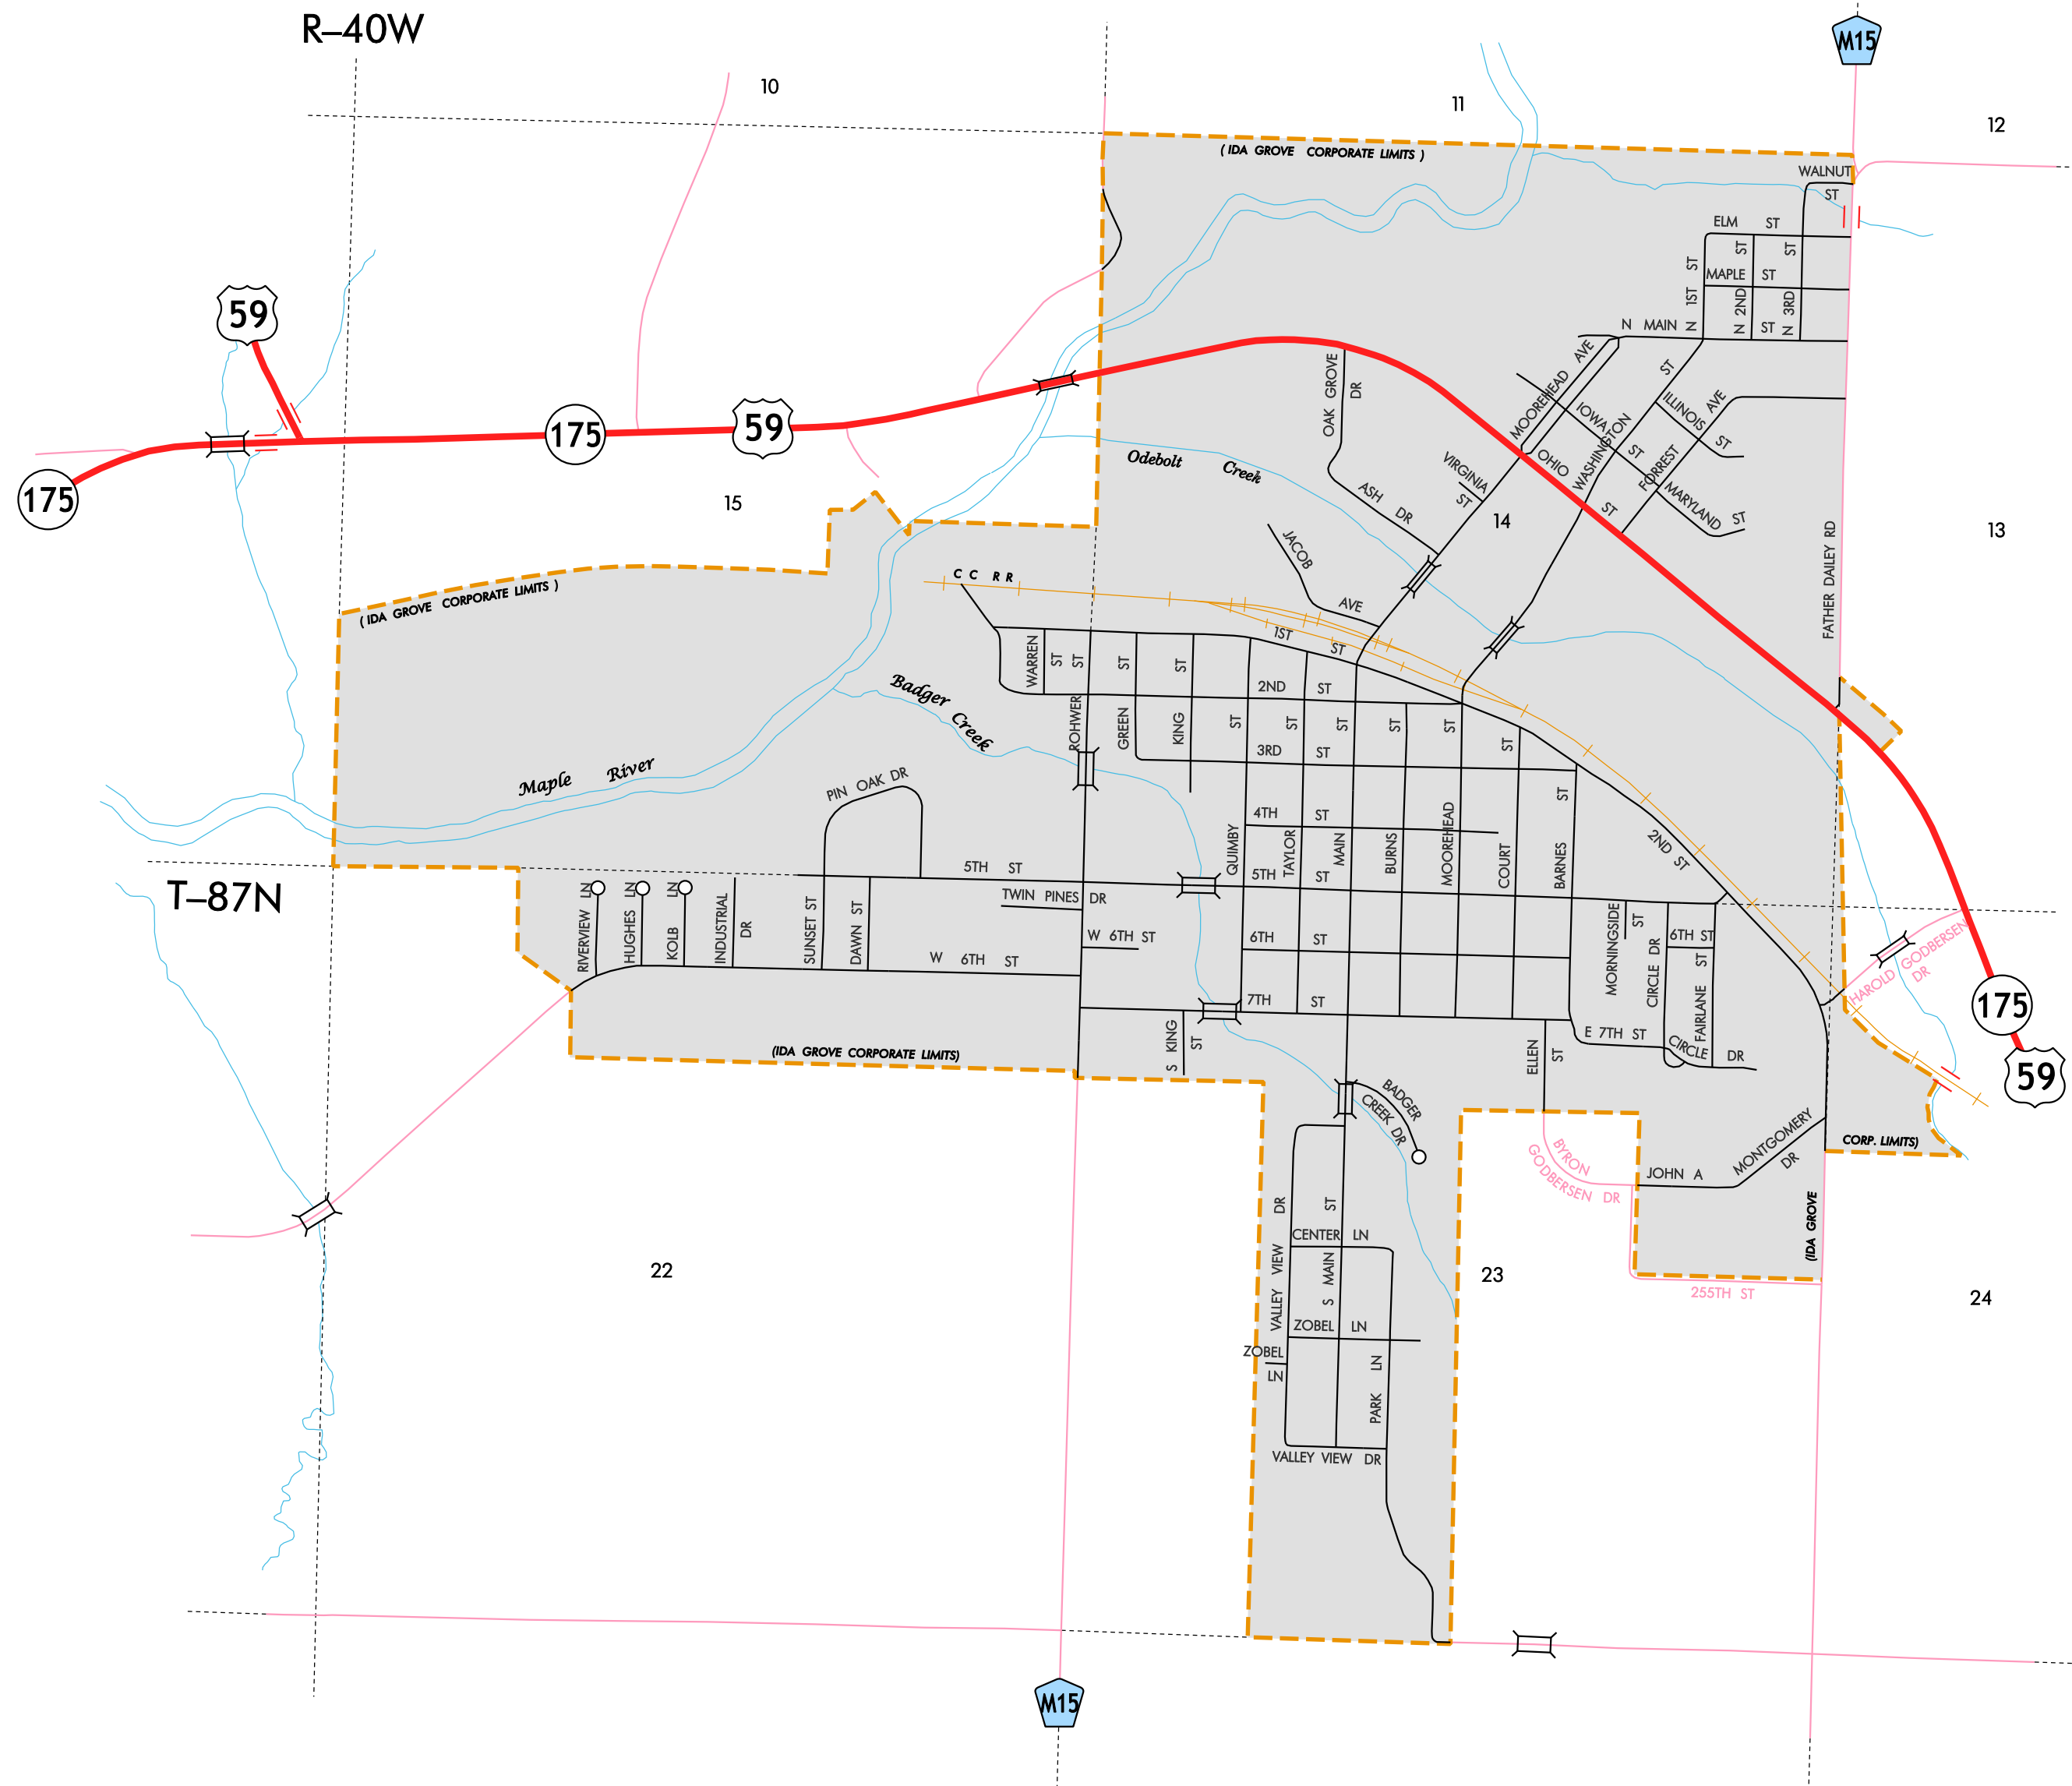 R–40W
M15
10
11
12
( IDA GROVE CORPORATE LIMITS )
WALNUT
ST
ELM ST
N 1ST ST
MAPLE ST
N 2ND ST
N 3RD ST
N MAIN ST
59
175
59
175
15
OAK GROVE
DR
MOOREHEAD AVE
IOWA ST
ILLINOIS ST
WASHINGTON ST
FORREST AVE
MARYLAND ST
OHIO ST
VIRGINIA
ST
ASH DR
14
13
Odebolt Creek
JACOB AVE
FATHER DAILEY RD
( IDA GROVE CORPORATE LIMITS )
C C R R
1ST ST
WARREN
ST
ROHWER ST
GREEN ST
KING ST
2ND ST
QUIMBY ST
TAYLOR ST
MAIN ST
BURNS ST
MOOREHEAD ST
COURT ST
BARNES ST
3RD ST
4TH ST
2ND ST
Badger Creek
Maple River
PIN OAK DR
T–87N
5TH ST
5TH ST
TWIN PINES DR
RIVERVIEW LN
HUGHES LN
KOLB LN
INDUSTRIAL
DR
SUNSET ST
DAWN ST
W 6TH ST
W 6TH ST
6TH ST
MORNINGSIDE
ST
CIRCLE DR
6TH ST
FAIRLANE ST
7TH ST
S KING
ST
ELLEN
ST
E 7TH ST
CIRCLE DR
HAROLD GODBERSEN
DR
175
59
(IDA GROVE CORPORATE LIMITS)
BADGER
CREEK DR
BYRON
GODBERSEN DR
JOHN A MONTGOMERY
DR
CORP. LIMITS)
(IDA GROVE
VALLEY VIEW DR
CENTER LN
S MAIN ST
22
23
24
255TH ST
ZOBEL LN
ZOBEL
LN
PARK LN
VALLEY VIEW DR
M15